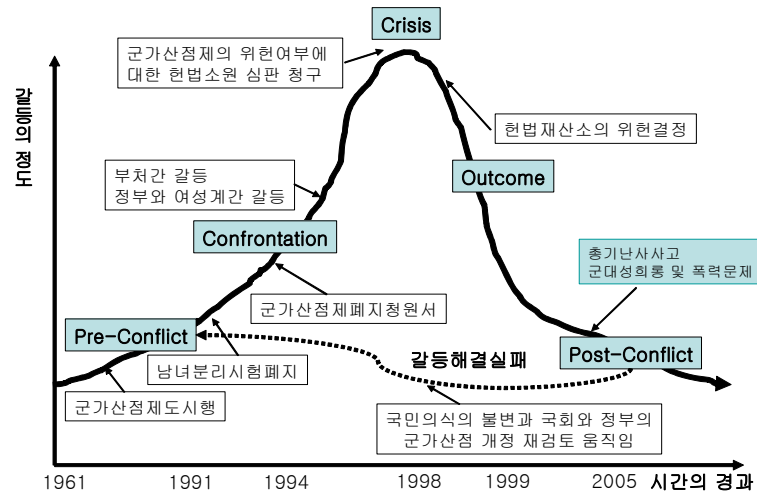 Crisis
군가산점제의 위헌여부에
대한 헌법소원 심판 청구
갈등의 정도
헌법재산소의 위헌결정
부처간 갈등
정부와 여성계간 갈등
Outcome
Confrontation
총기난사사고
군대성희롱 및 폭력문제
군가산점제폐지청원서
Pre-Conflict
갈등해결실패
Post-Conflict
남녀분리시험폐지
군가산점제도시행
국민의식의 불변과 국회와 정부의
군가산점 개정 재검토 움직임
1961 1991 1994 1998 1999 2005 시간의 경과